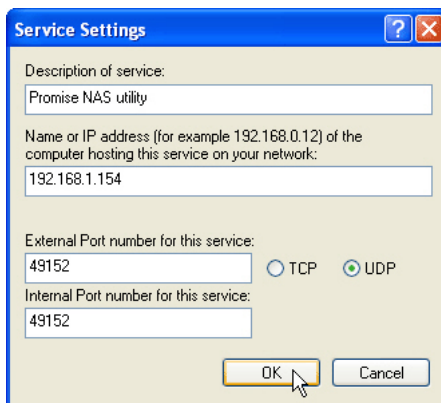 Service Settings
Description of service:
Promise NAS utility
Name or IP address (for example 192.168.0.12) of the
computer hosting this service on your network:
192.168.1.154
External Port number for this service:
49152
TCP
UDP
Internal Port number for this service:
49152
OK
Cancel